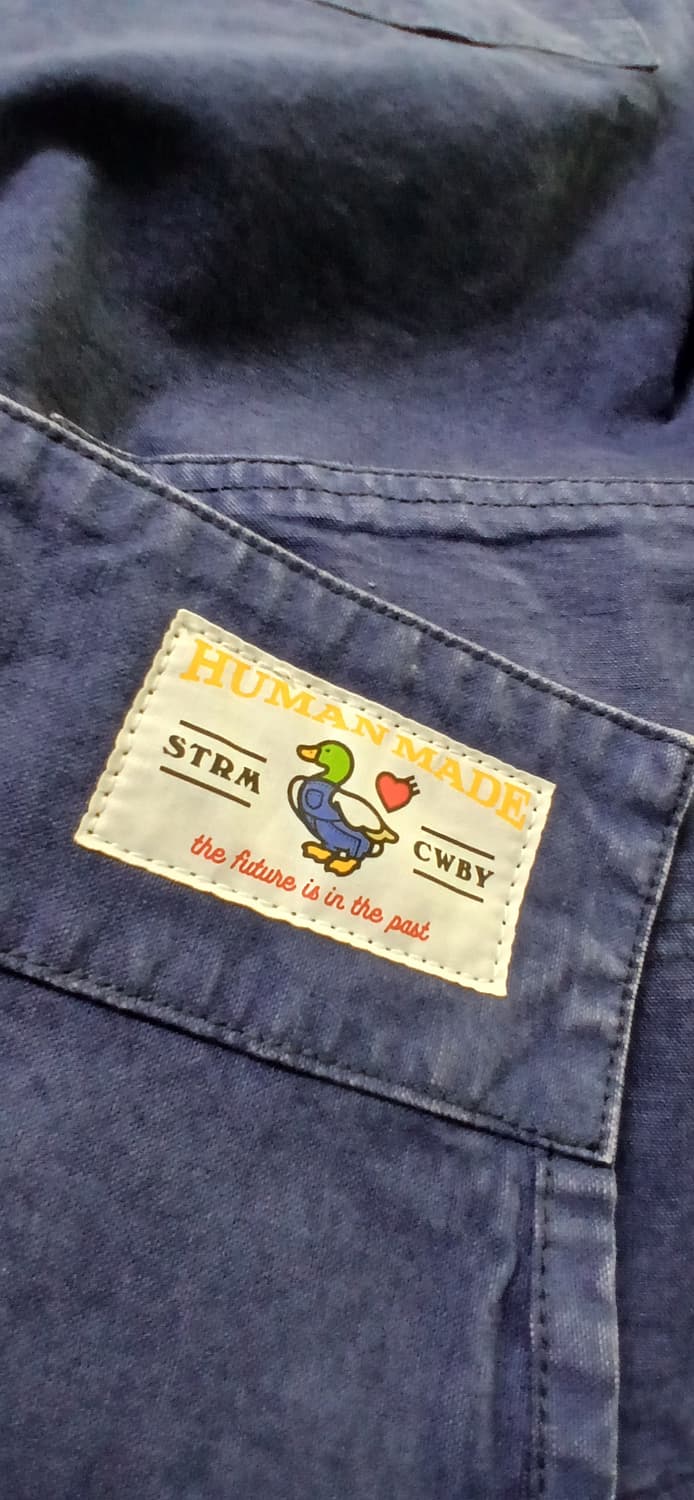 HUMAN MADE
STRM
CWBY
the future is in the past